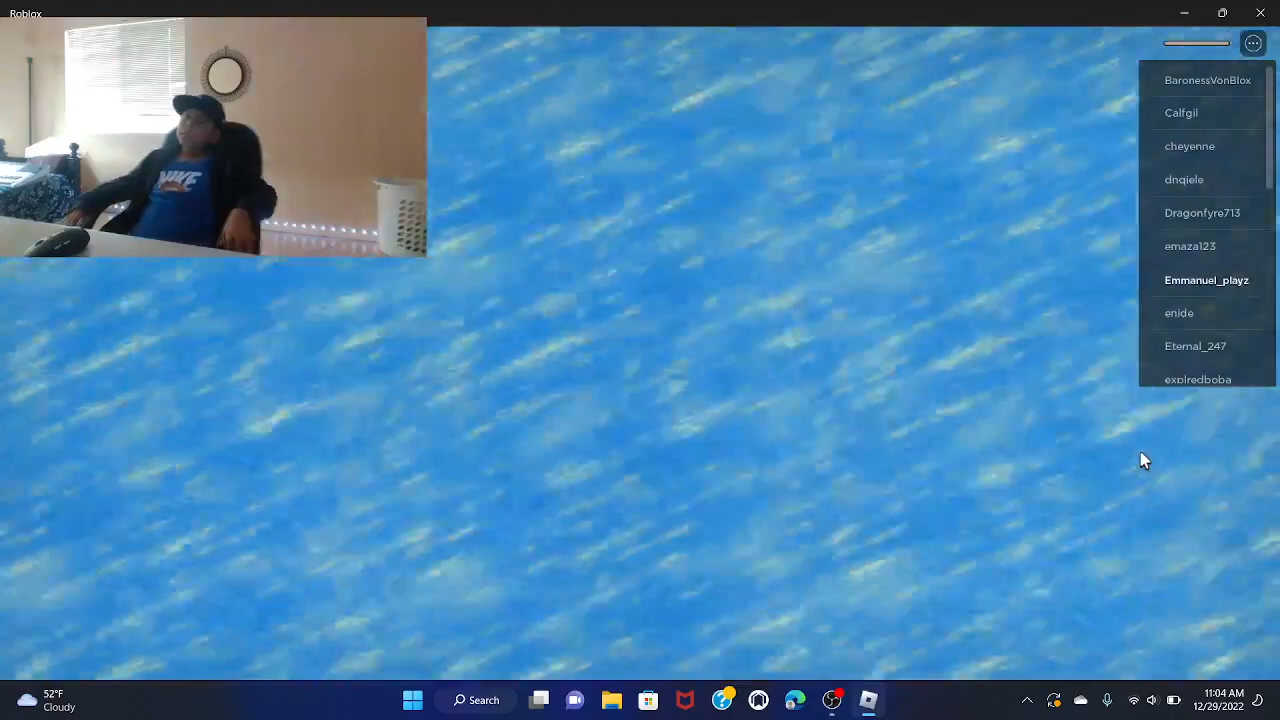 Roblox
NIKE
BaronessVonBlox
Calfgil
cheyenne
dnqiele
Dragonfyre713
emaza123
Emmanuel_playz
enide
Eternal_247
expiredboba
52°F
Cloudy
Search
11:04 AM
12/29/2022